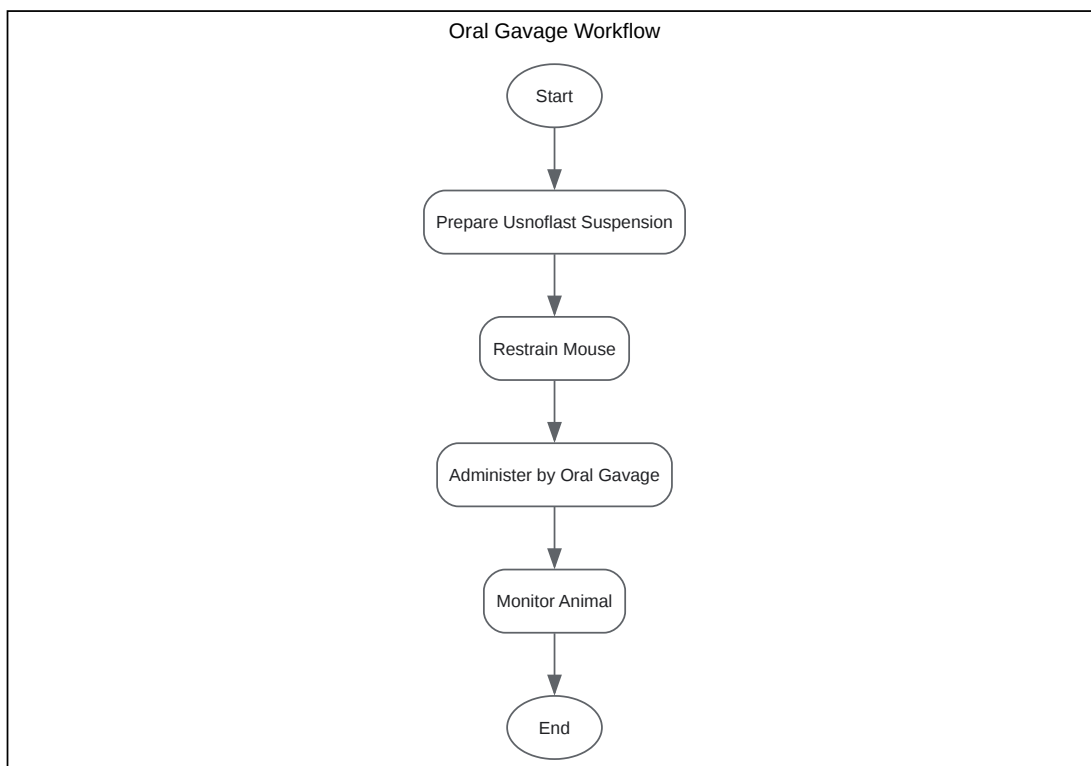 Oral Gavage Workflow
Start
Prepare Usnoflast Suspension
Restrain Mouse
Administer by Oral Gavage
Monitor Animal
End